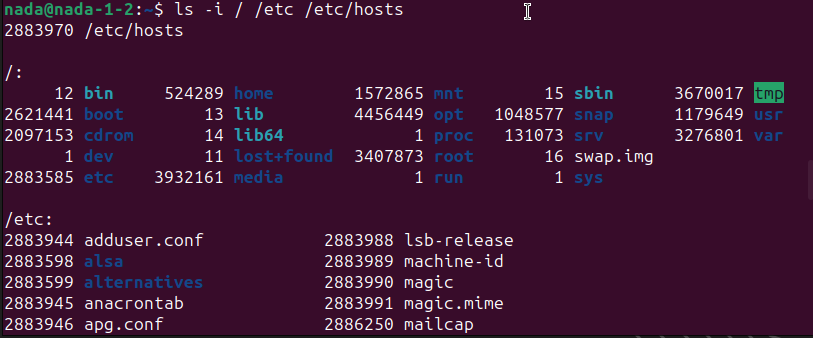 nada@nada-1-2:~$ ls -i / /etc /etc/hosts
2883970 /etc/hosts
/:
12 bin 524289 home 1572865 mnt 15 sbin 3670017 tmp
2621441 boot 13 lib 4456449 opt 1048577 snap 1179649 usr
2097153 cdrom 14 lib64 1 proc 131073 srv 3276801 var
1 dev 11 lost+found 3407873 root 16 swap.img
2883585 etc 3932161 media 1 run 1 sys
/etc:
2883944 adduser.conf 2883988 lsb-release
2883598 alsa 2883989 machine-id
2883599 alternatives 2883990 magic
2883945 anacrontab 2883991 magic.mime
2883946 apg.conf 2886250 mailcap